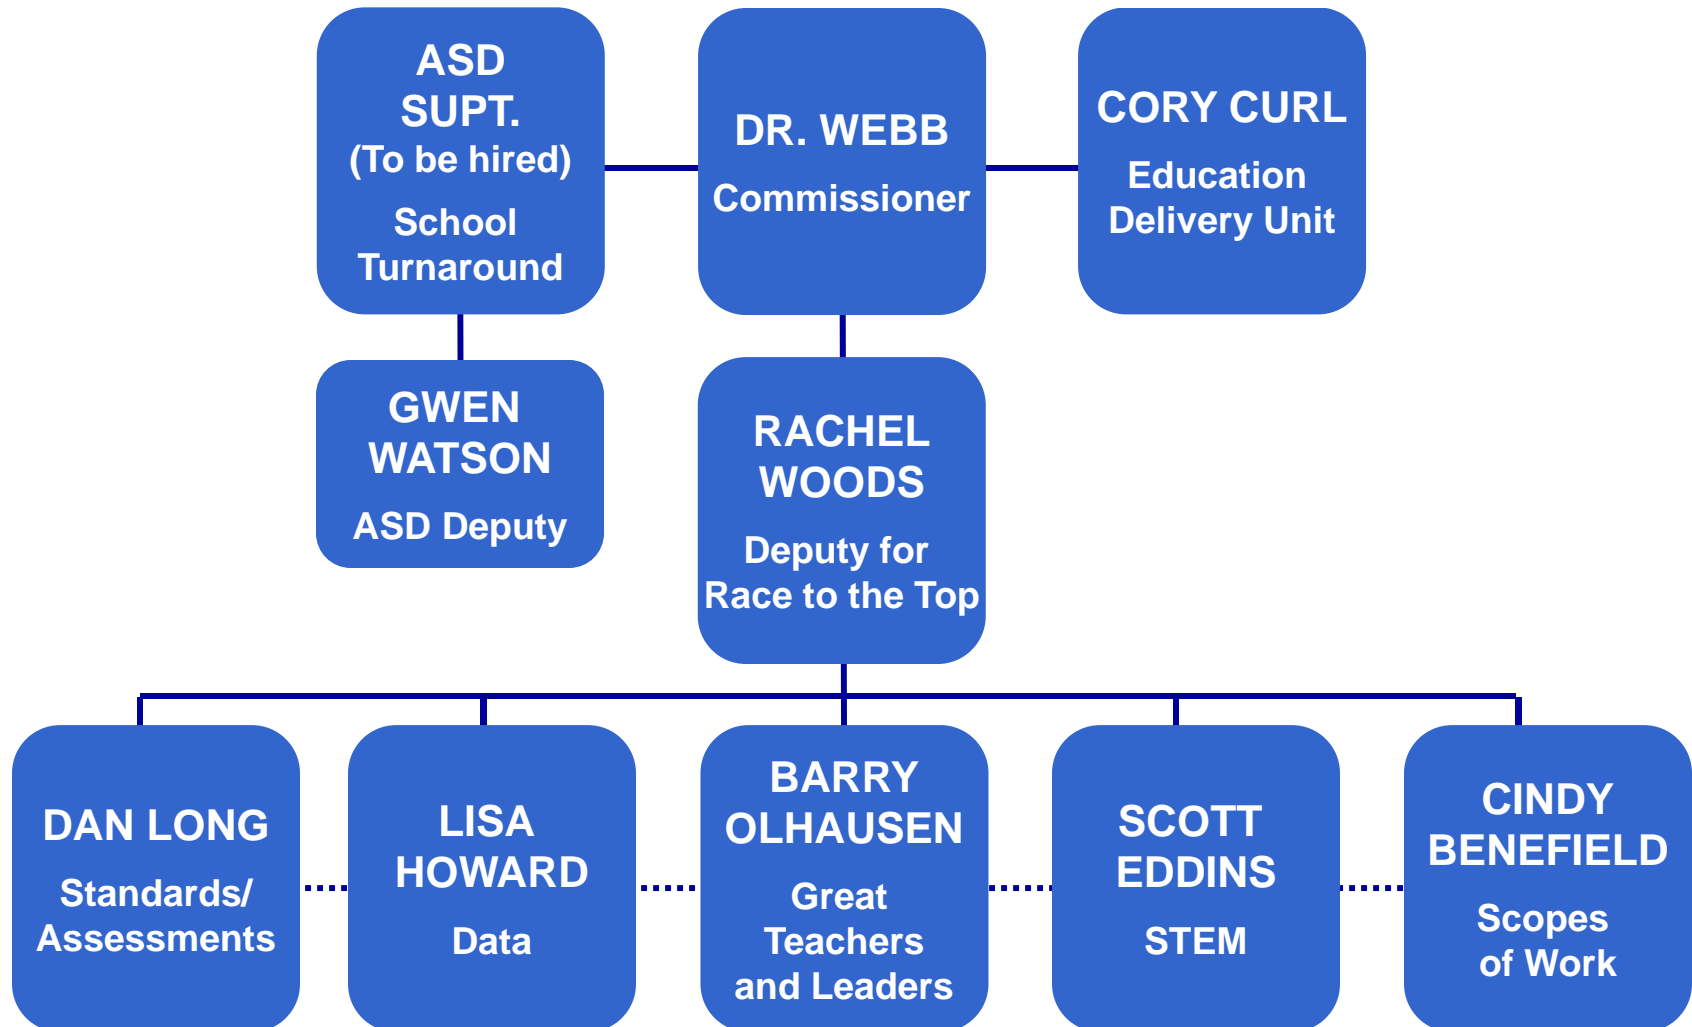 ASD
SUPT.
(To be hired)
School
Turnaround
DR. WEBB
Commissioner
CORY CURL
Education
Delivery Unit
GWEN
WATSON
ASD Deputy
RACHEL
WOODS
Deputy for
Race to the Top
DAN LONG
Standards/
Assessments
LISA
HOWARD
Data
BARRY
OLHAUSEN
Great
Teachers
and Leaders
SCOTT
EDDINS
STEM
CINDY
BENEFIELD
Scopes
of Work